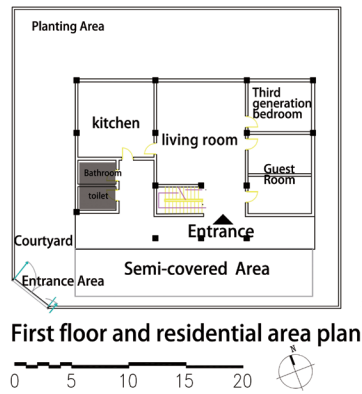 Planting Area
kitchen
living room
Third
generation
bedroom
Bathroom
toilet
Guest
Room
Entrance
Courtyard
Semi-covered Area
Entrance Area
First floor and residential area plan
N
0 5 10 15 20